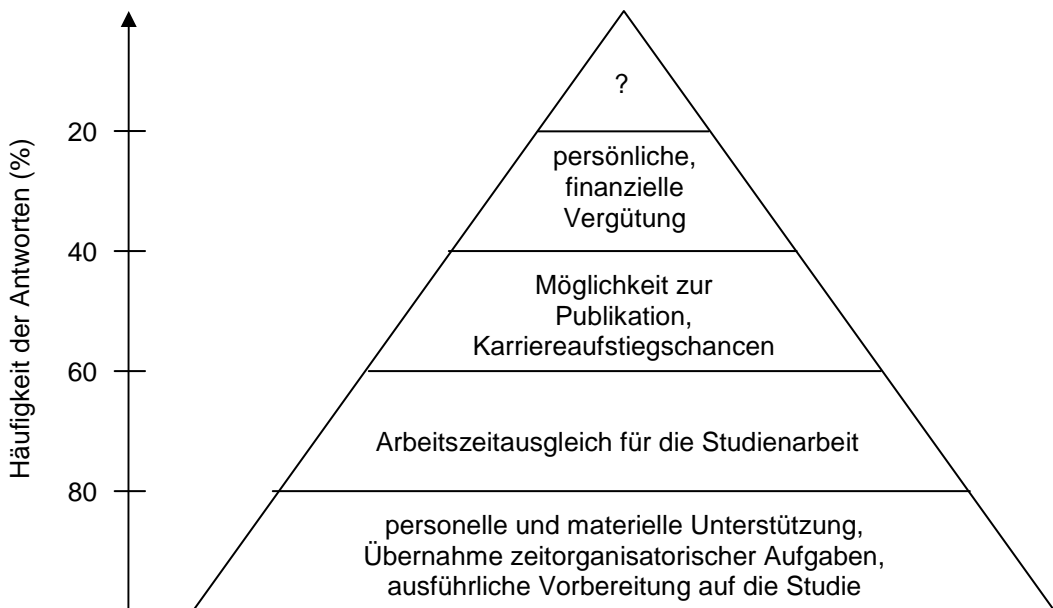 Häufigkeit der Antworten (%)
20
40
60
80
?
persönliche,
finanzielle
Vergütung
Möglichkeit zur
Publikation,
Karriereaufstiegschancen
Arbeitszeitausgleich für die Studienarbeit
personelle und materielle Unterstützung,
Übernahme zeitorganisatorischer Aufgaben,
ausführliche Vorbereitung auf die Studie